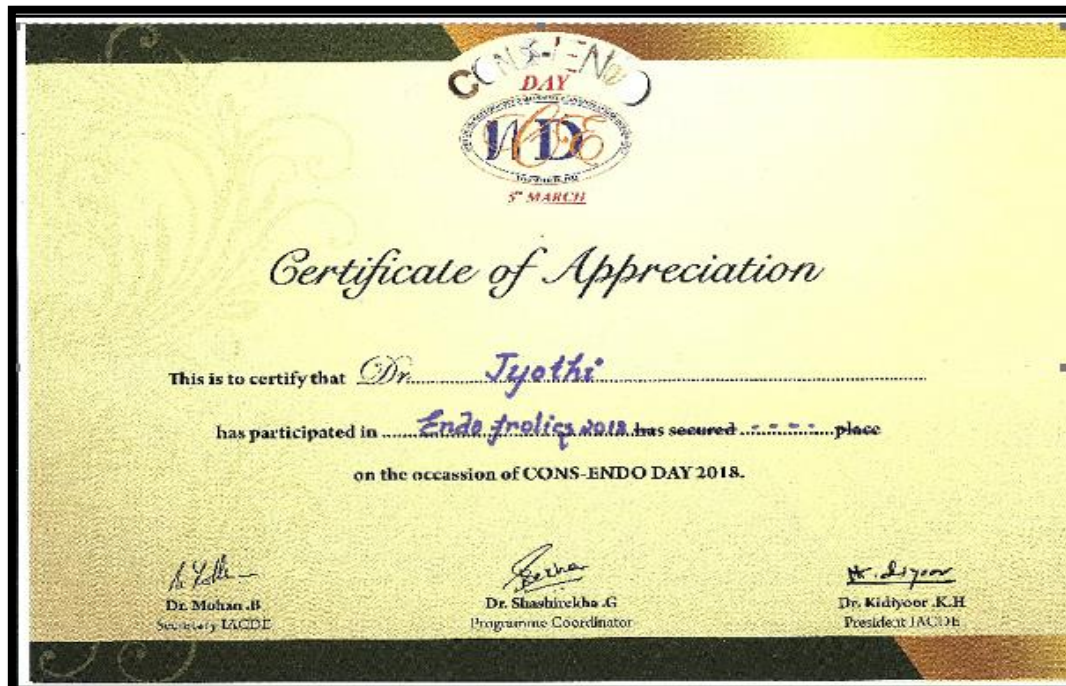 CONS-ENDO
DAY
IACDE
5th MARCH
Certificate of Appreciation
This is to certify that Dr. Jyothi
has participated in Endo frolics 2018 has secured - - - - place
on the occassion of CONS-ENDO DAY 2018.
Dr. Mohan .B
Dr. Shashirekha .G
Dr. Kidiyoor .K.H
Secretary IACDE
Programme Coordinator
President IACDE